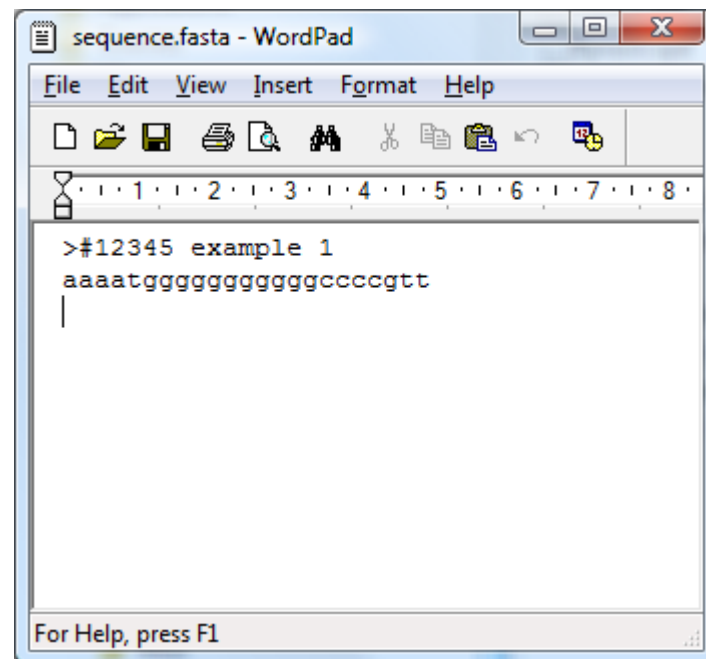 sequence.fasta - WordPad
File Edit View Insert Format Help
1 2 3 4 5 6 7 8
>#12345 example 1
aaaatgggggggggggccccgtt
For Help, press F1